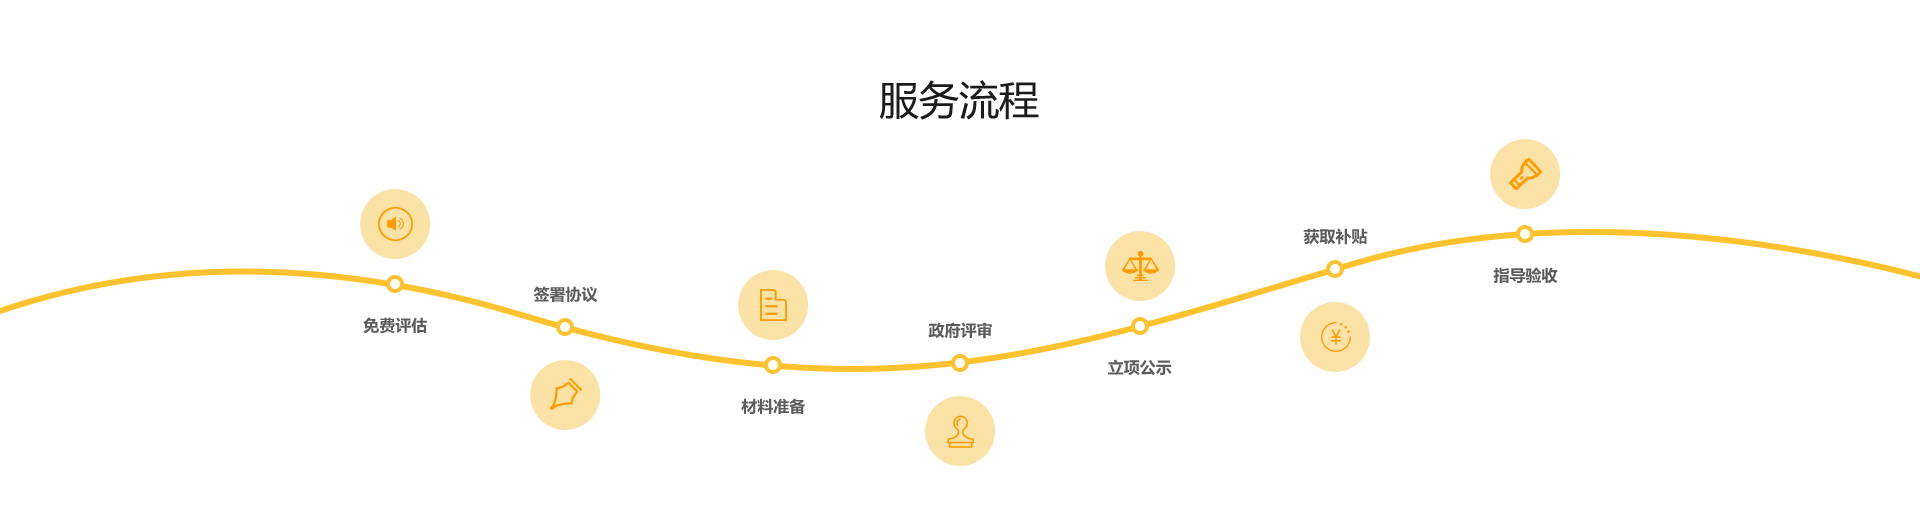 服务流程
免费评估
签署协议
材料准备
政府评审
立项公示
获取补贴
指导验收